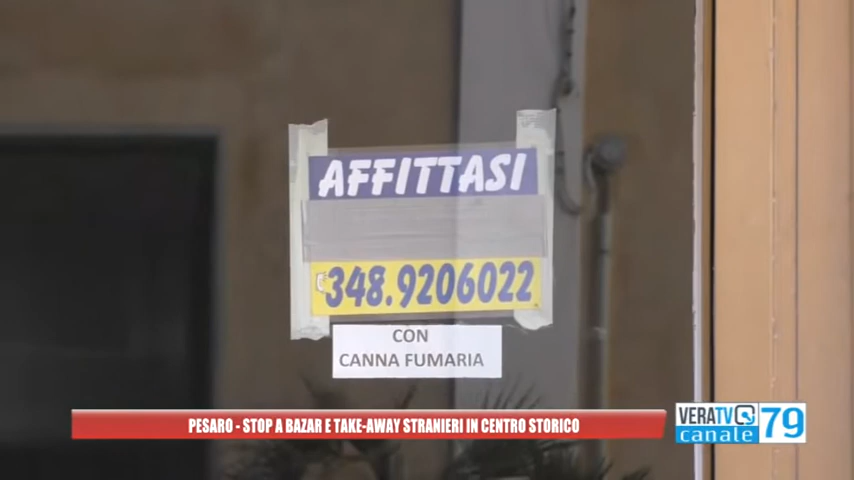 AFFITTASI
348.9206022
CON
CANNA FUMARIA
PESARO - STOP A BAZAR E TAKE-AWAY STRANIERI IN CENTRO STORICO
VERATV
canale 79